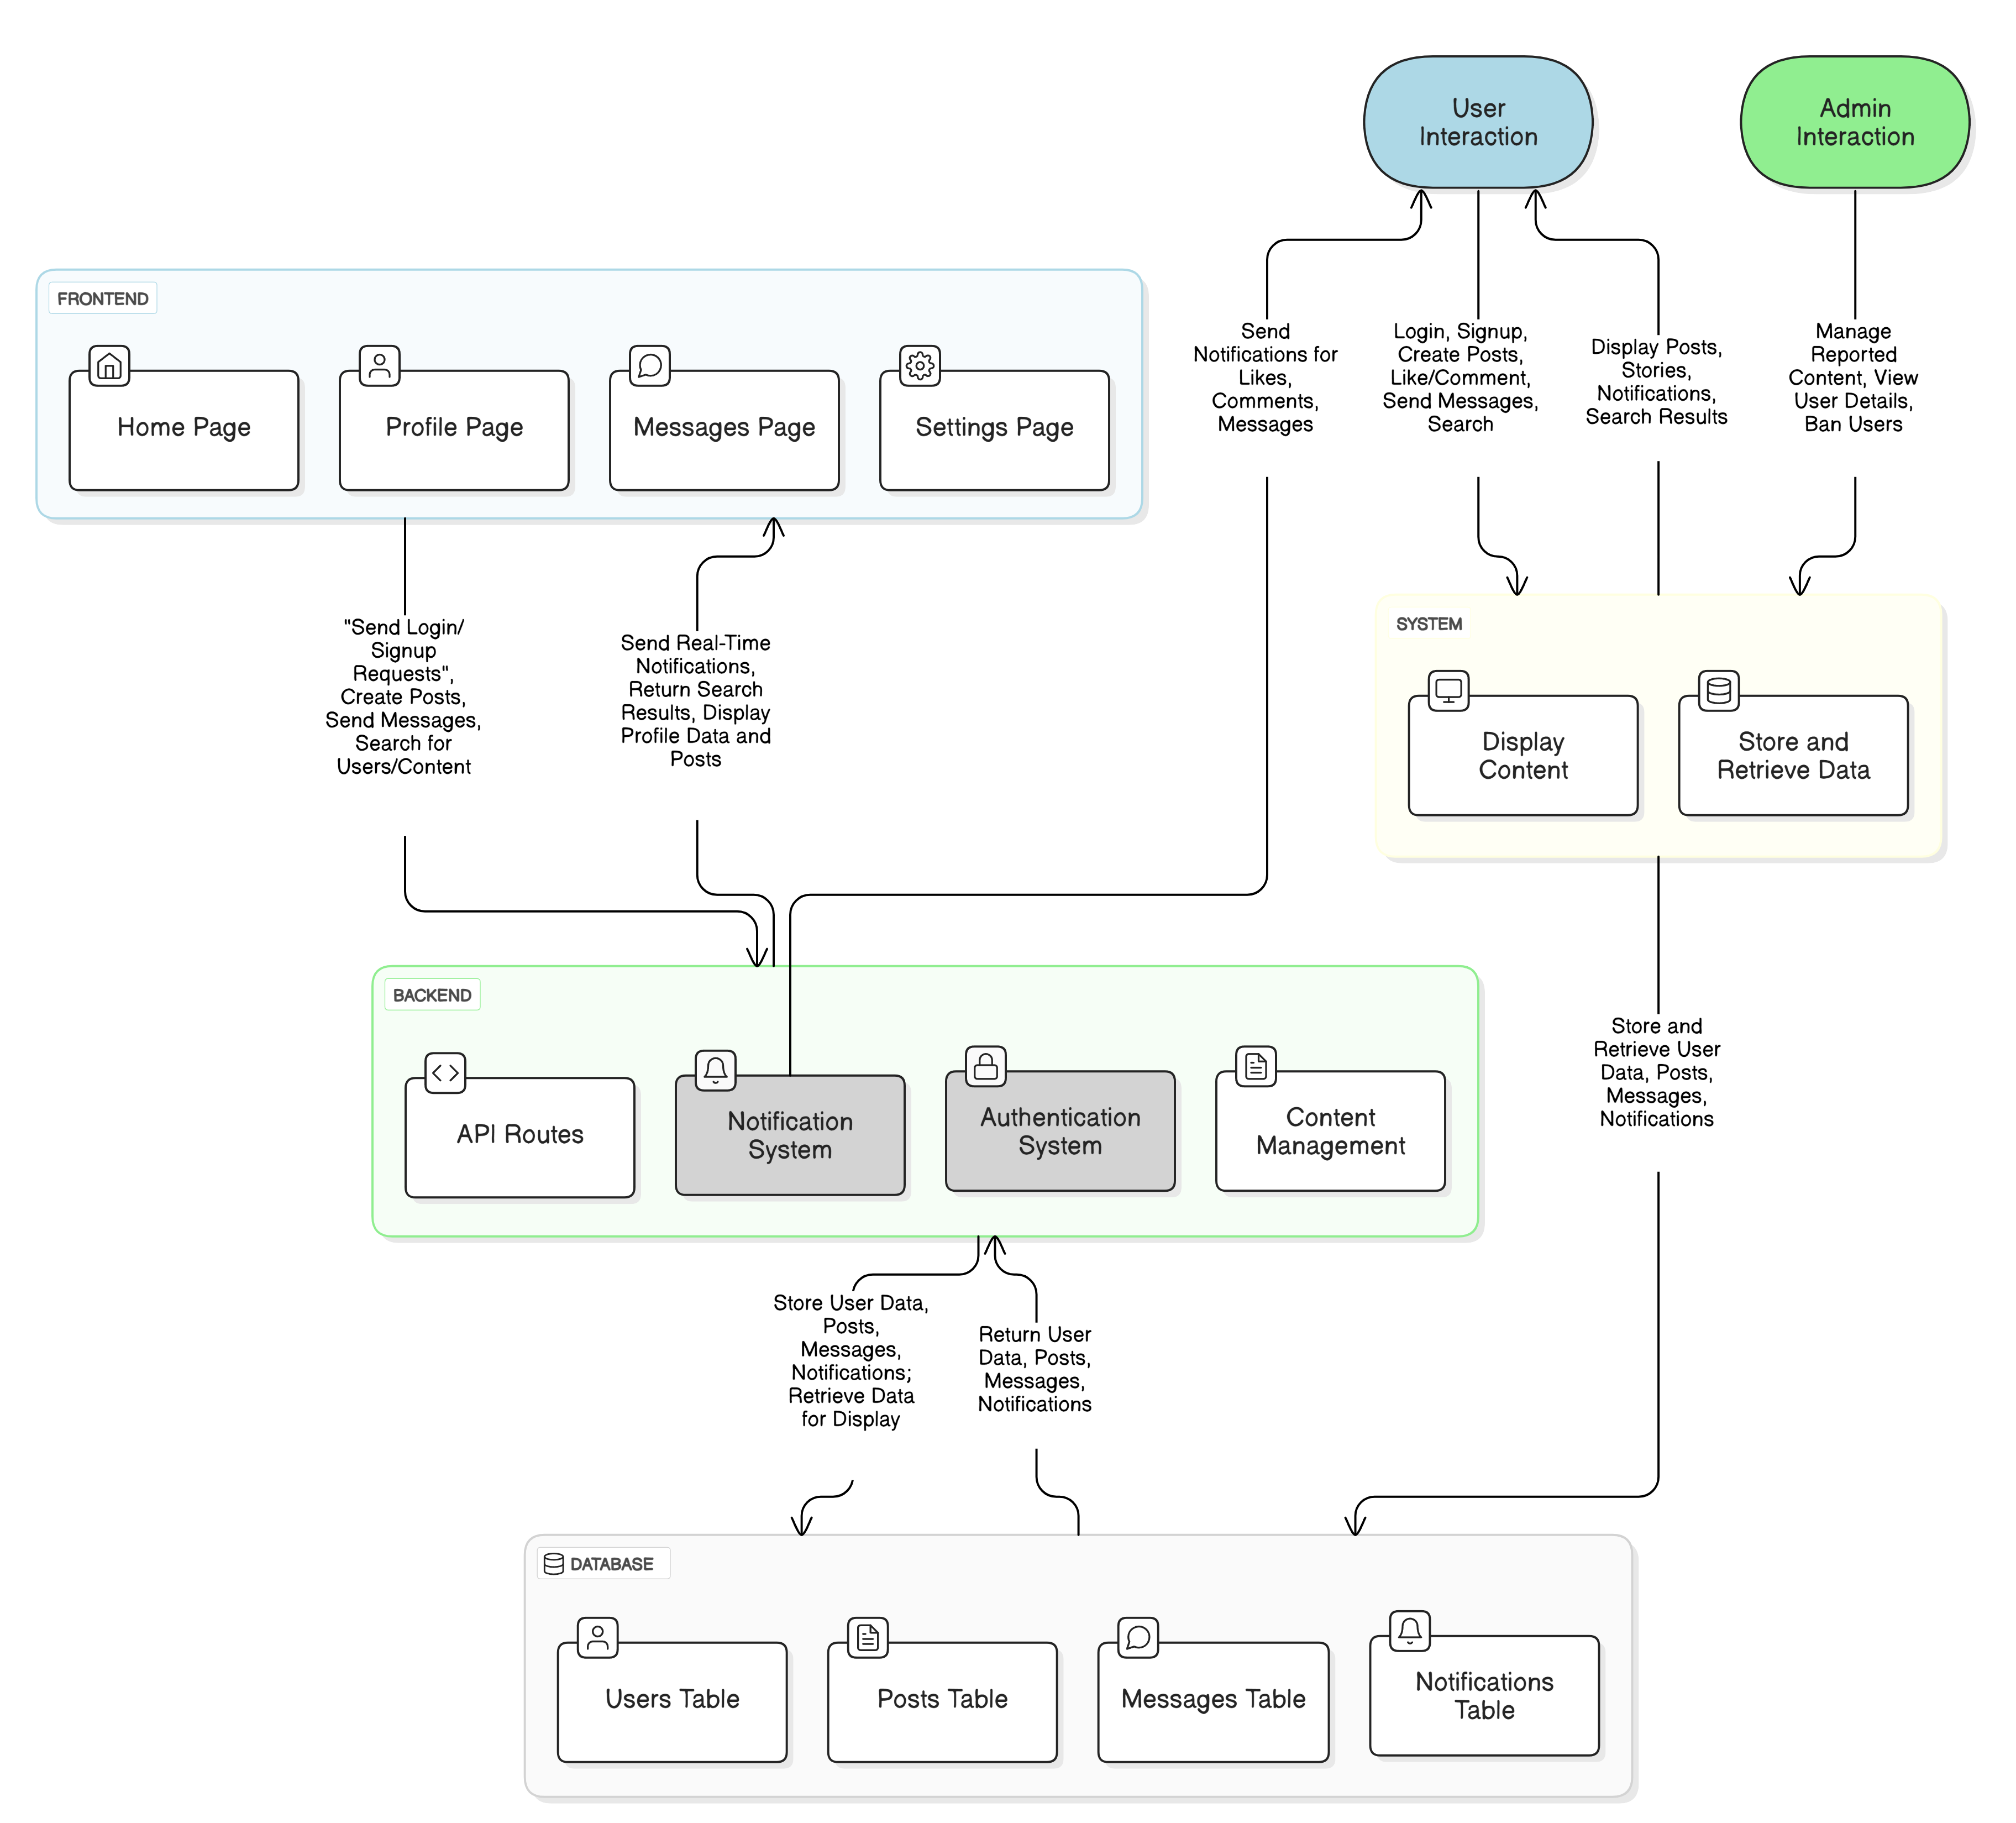 User
Interaction
Admin
Interaction
FRONTEND
Home Page
Profile Page
Messages Page
Settings Page
Send
Notifications for
Likes,
Comments,
Messages
Login, Signup,
Create Posts,
Like/Comment,
Send Messages,
Search
Display Posts,
Stories,
Notifications,
Search Results
Manage
Reported
Content, View
User Details,
Ban Users
"Send Login/
Signup
Requests",
Create Posts,
Send Messages,
Search for
Users/Content
Send Real-Time
Notifications,
Return Search
Results, Display
Profile Data and
Posts
SYSTEM
Display
Content
Store and
Retrieve Data
BACKEND
API Routes
Notification
System
Authentication
System
Content
Management
Store and
Retrieve User
Data, Posts,
Messages,
Notifications
Store User Data,
Posts,
Messages,
Notifications;
Retrieve Data
for Display
Return User
Data, Posts,
Messages,
Notifications
DATABASE
Users Table
Posts Table
Messages Table
Notifications
Table